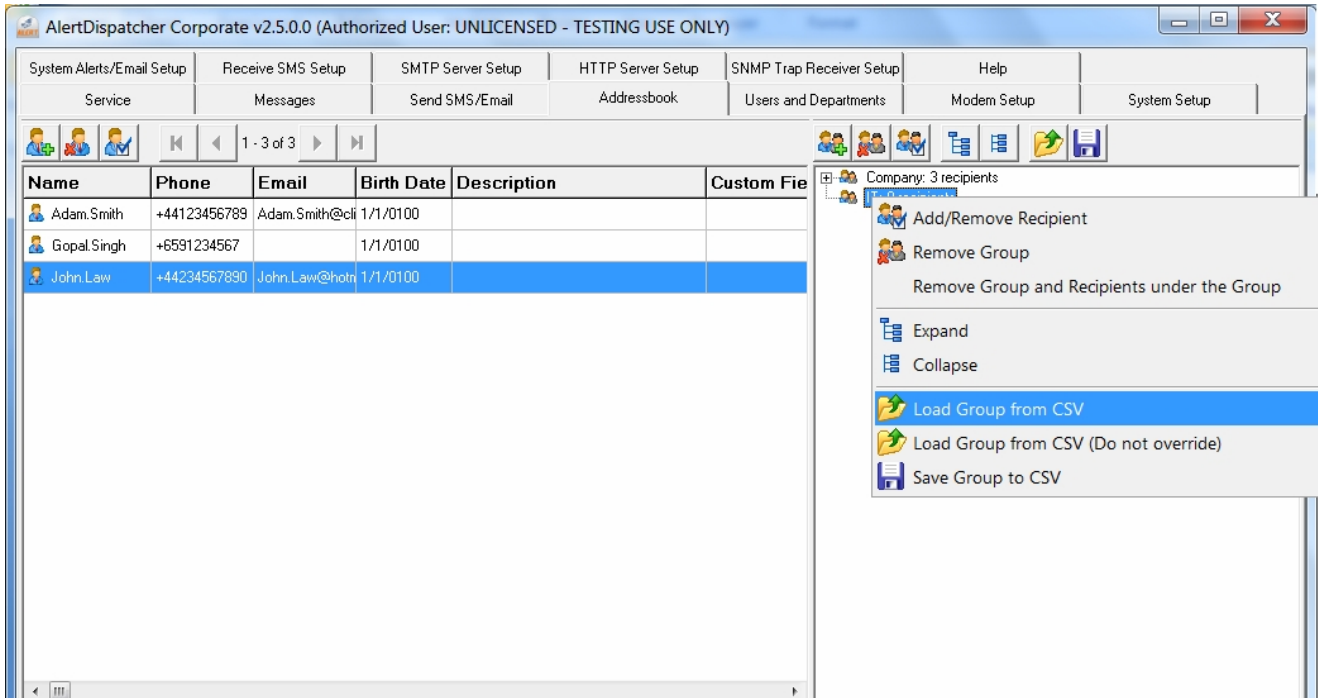 AlertDispatcher Corporate v2.5.0.0 (Authorized User: UNLICENSED - TESTING USE ONLY)
System Alerts/Email Setup Receive SMS Setup SMTP Server Setup HTTP Server Setup SNMP Trap Receiver Setup Help
Service Messages Send SMS/Email Addressbook Users and Departments Modem Setup System Setup
1 - 3 of 3
Name Phone Email Birth Date Description Custom Fie
Adam.Smith +44123456789 Adam.Smith@cli 1/1/0100
Gopal.Singh +6591234567 1/1/0100
John.Law +44234567890 John.Law@hotn 1/1/0100
Company: 3 recipients
Add/Remove Recipient
Remove Group
Remove Group and Recipients under the Group
Expand
Collapse
Load Group from CSV
Load Group from CSV (Do not override)
Save Group to CSV